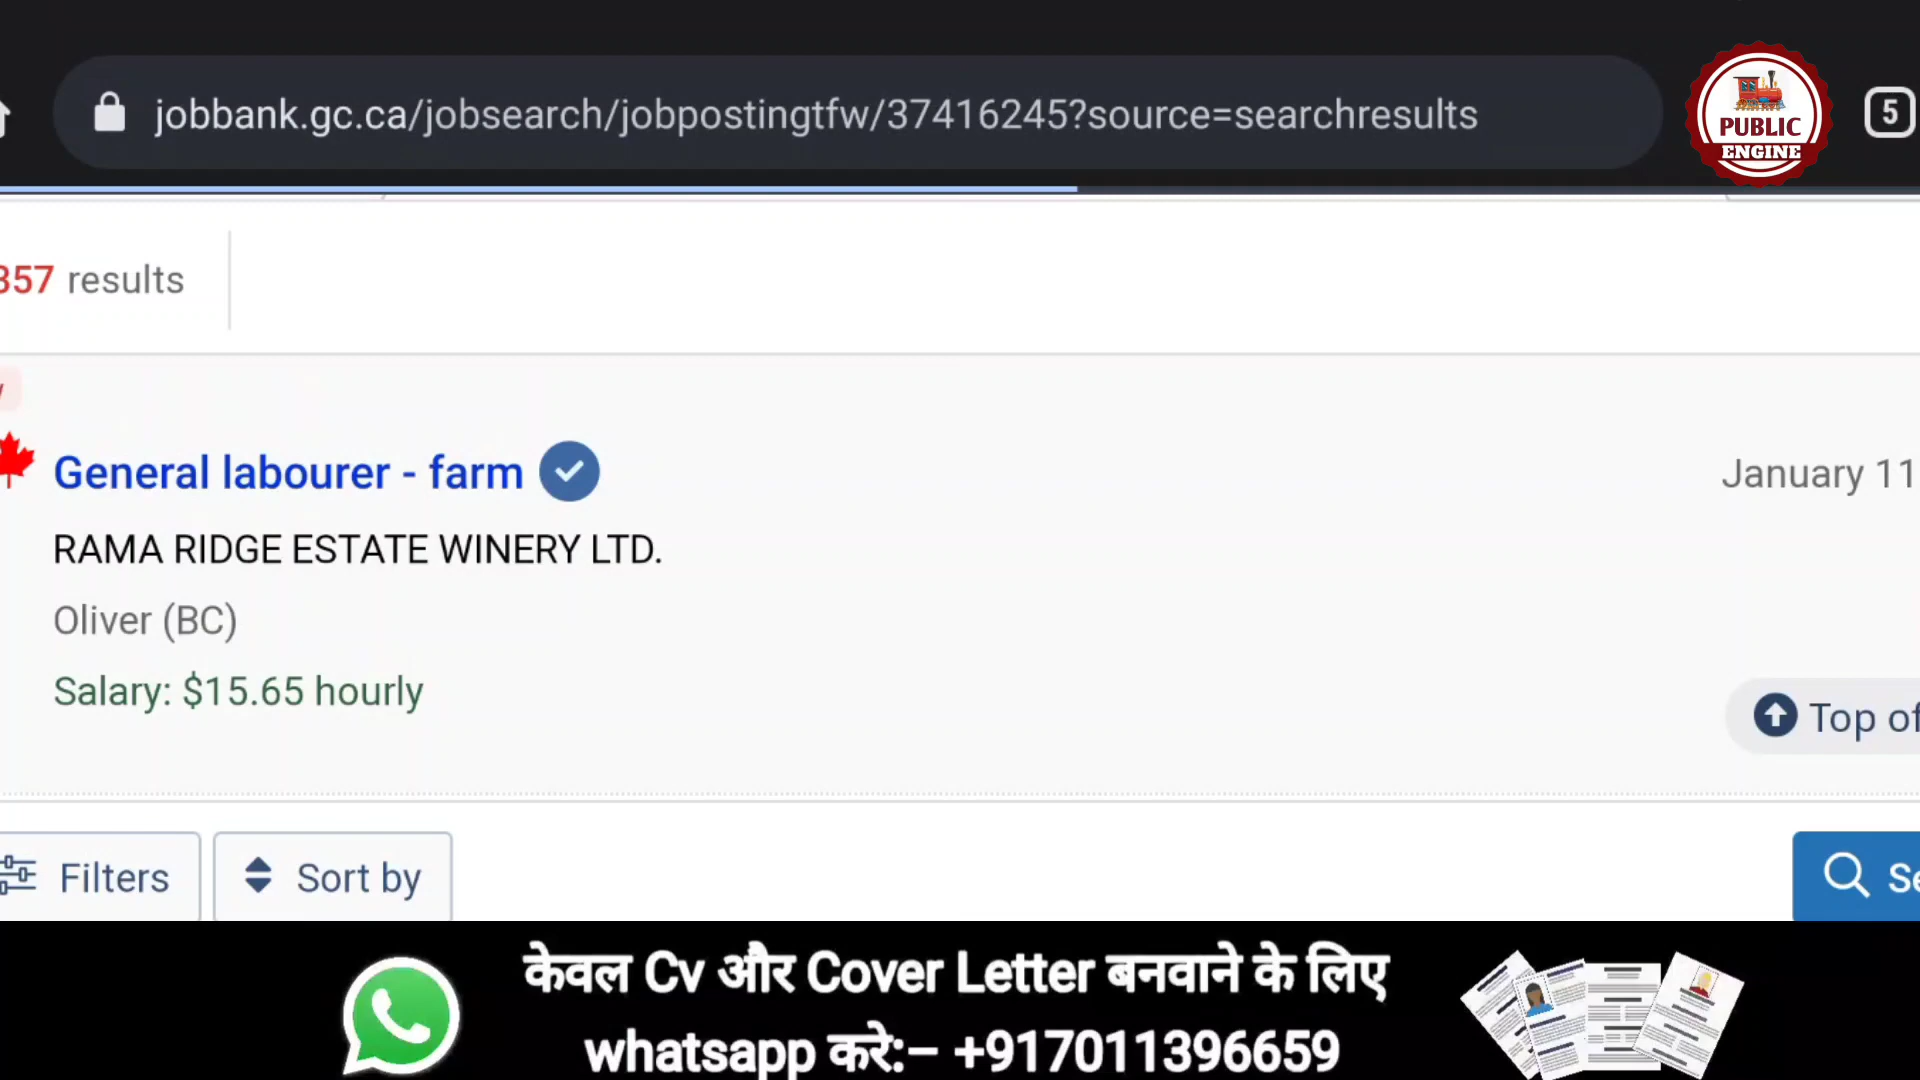 jobbank.gc.ca/jobsearch/jobpostingtfw/37416245?source=searchresults
PUBLIC
ENGINE
5
357 results
General labourer - farm
January 11
RAMA RIDGE ESTATE WINERY LTD.
Oliver (BC)
Salary: $15.65 hourly
Top of
Filters
Sort by
Se
केवल Cv और Cover Letter बनवाने के लिए
whatsapp करे:– +917011396659